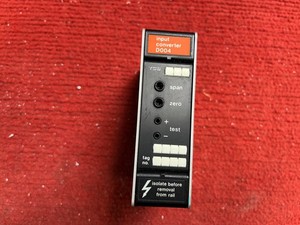 input
converter
D004
span
zero
+
test
−
tag
no.
isolate before
removal
from rail